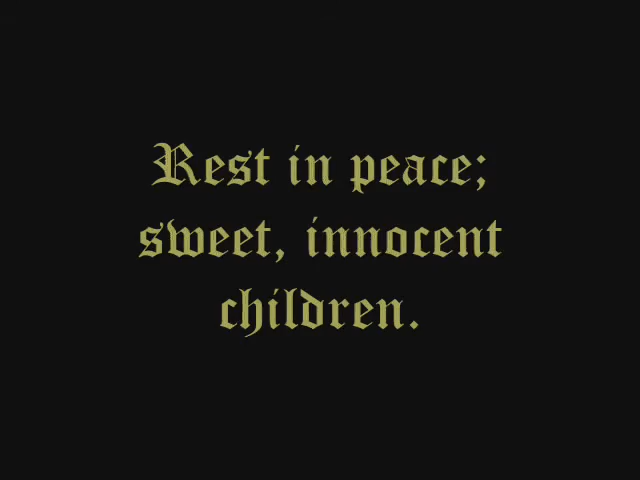 Rest in peace;
sweet, innocent
children.